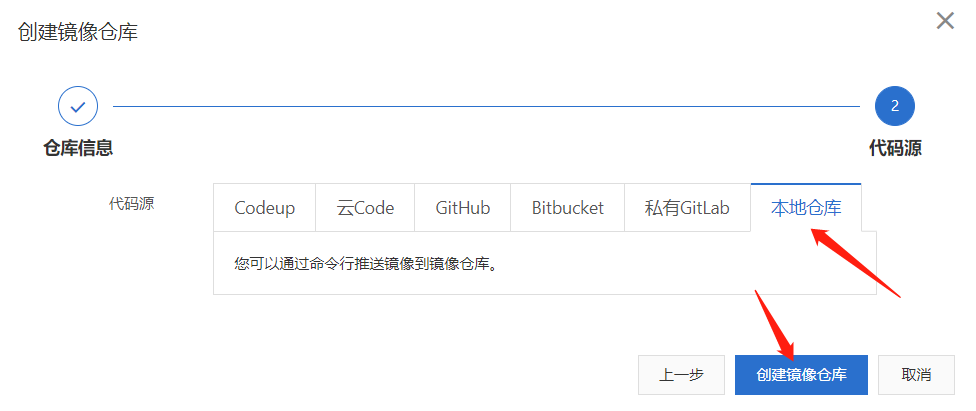 创建镜像仓库
2
仓库信息
代码源
代码源
Codeup
云Code
GitHub
Bitbucket
私有GitLab
本地仓库
您可以通过命令行推送镜像到镜像仓库。
上一步
创建镜像仓库
取消